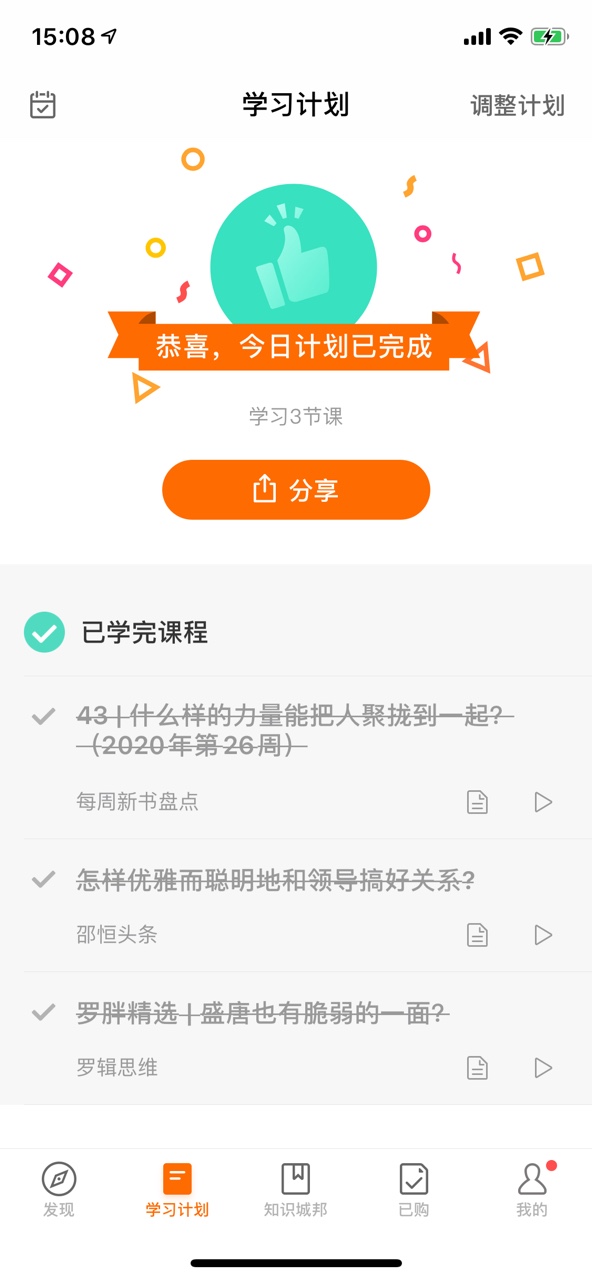 15:08
学习计划
调整计划
恭喜，今日计划已完成
学习3节课
分享
已学完课程
43 | 什么样的力量能把人聚拢到一起？
（2020年第26周）
每周新书盘点
怎样优雅而聪明地和领导搞好关系?
邵恒头条
罗胖精选 | 盛唐也有脆弱的一面？
罗辑思维
发现
学习计划
知识城邦
已购
我的